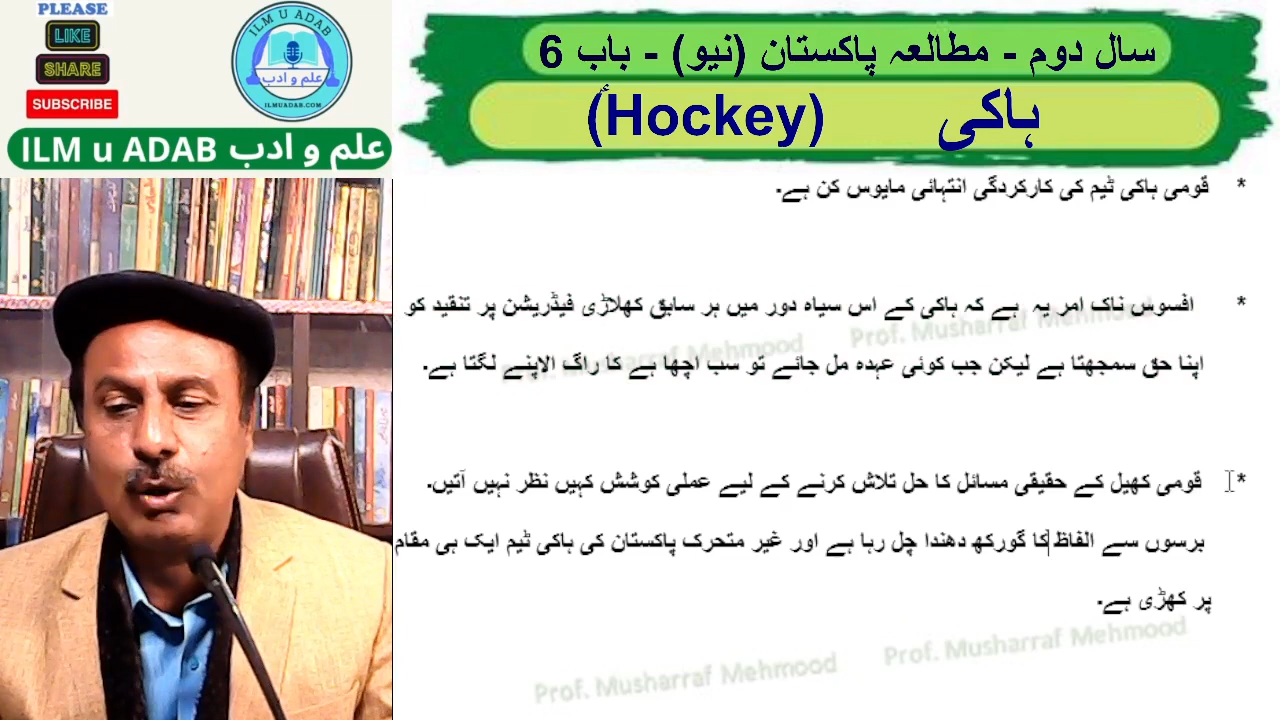 PLEASE
LIKE
SHARE
SUBSCRIBE
ILM U ADAB
علم و ادب
ILMUADAB.COM
ILM u ADAB علم و ادب
سال دوم - مطالعہ پاکستان (نیو) - باب 6
ہاکی (Hockey)
* قومی ہاکی ٹیم کی کارکردگی انتہائی مایوس کن ہے۔
* افسوس ناک امر یہ ہے کہ ہاکی کے اس سیاہ دور میں ہر سابق کھلاڑی فیڈریشن پر تنقید کو
اپنا حق سمجھتا ہے لیکن جب کوئی عہدہ مل جائے تو سب اچھا ہے کا راگ الاپنے لگتا ہے۔
* قومی کھیل کے حقیقی مسائل کا حل تلاش کرنے کے لیے عملی کوشش کہیں نظر نہیں آتیں۔
برسوں سے الفاظ کا گورکھ دھندا چل رہا ہے اور غیر متحرک پاکستان کی ہاکی ٹیم ایک ہی مقام
پر کھڑی ہے۔
Prof. Musharraf Mehmood
Prof. Musharraf Mehmood
Prof. Musharraf Mehmood
Prof. Musharraf Mehmood